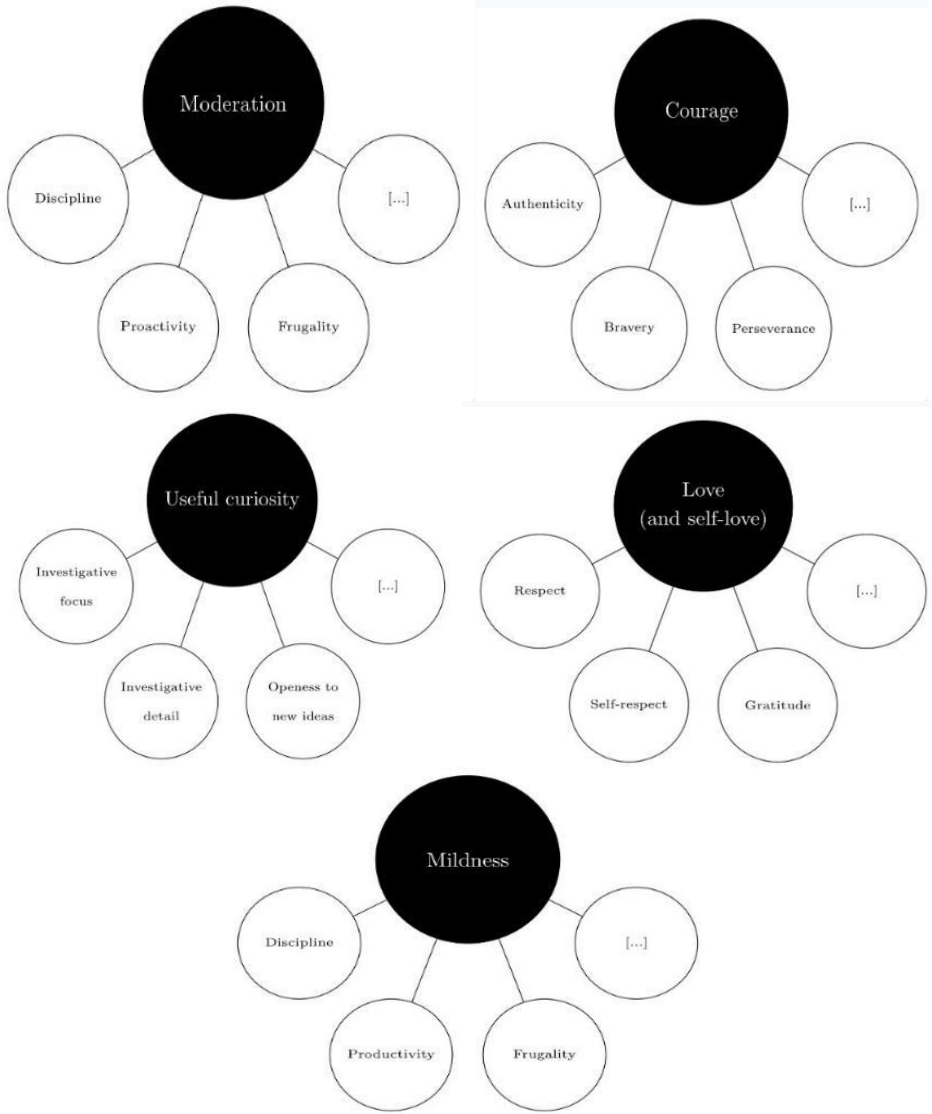 Moderation
Discipline
Proactivity
Frugality
[...]
Courage
Authenticity
Bravery
Perseverance
[...]
Useful curiosity
Investigative
focus
Investigative
detail
Openess to
new ideas
[...]
Love
(and self-love)
Respect
Self-respect
Gratitude
[...]
Mildness
Discipline
Productivity
Frugality
[...]